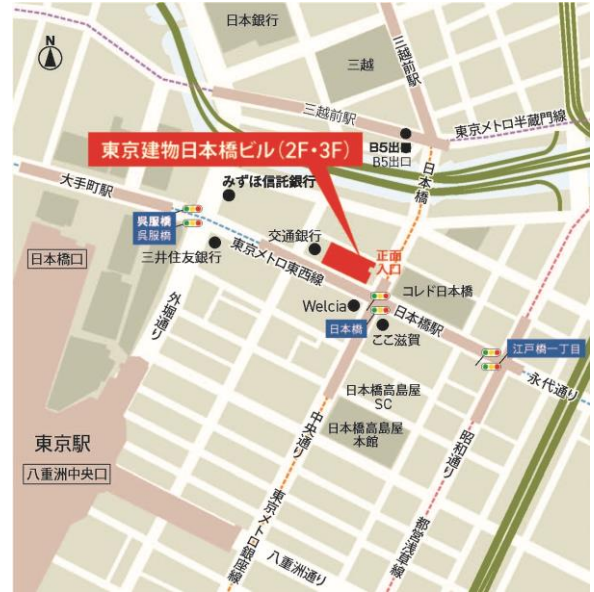 N
日本銀行
三越
三越前駅
三越前駅
東京メトロ半蔵門線
B5出口
B5出口
東京建物日本橋ビル(2F・3F)
日本橋
大手町駅
みずほ信託銀行
呉服橋
呉服橋
日本橋口
三井住友銀行
交通銀行
東京メトロ東西線
正面
入口
外堀通り
コレド日本橋
Welcia
日本橋
日本橋駅
ここ滋賀
江戸橋一丁目
永代通り
日本橋高島屋
SC
日本橋高島屋
本館
中央通り
昭和通り
東京駅
八重洲中央口
東京メトロ銀座線
都営浅草線
八重洲通り